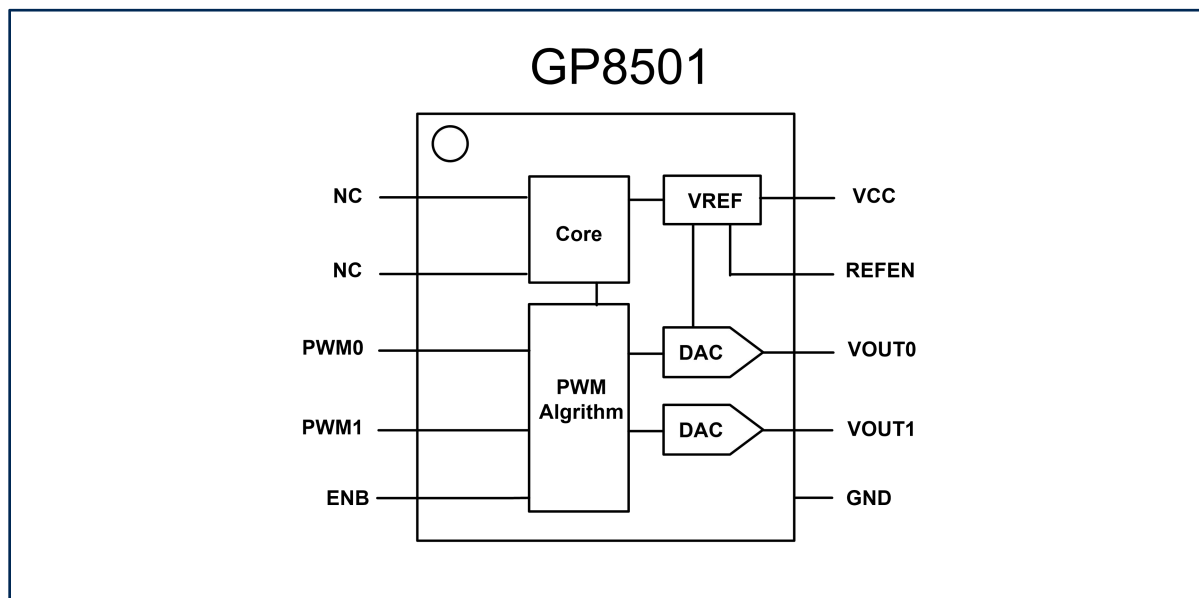 GP8501
NC
Core
VREF
VCC
NC
REFEN
PWM0
DAC
VOUT0
PWM
Algrithm
PWM1
DAC
VOUT1
ENB
GND